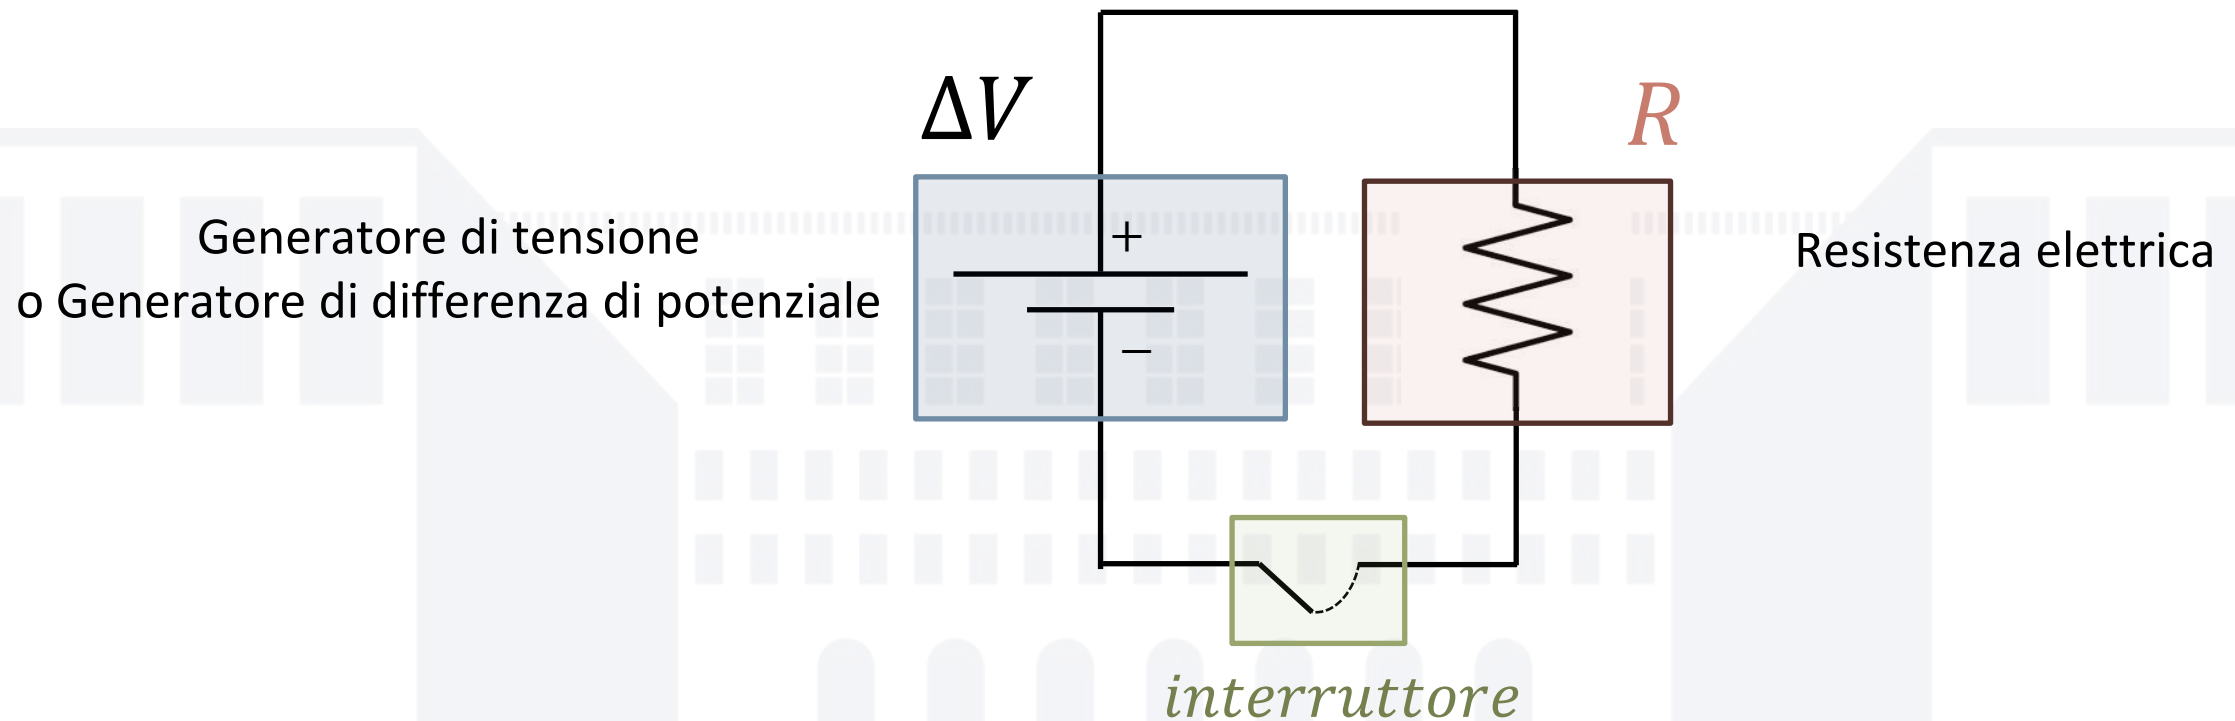 ΔV
R
Generatore di tensione
o Generatore di differenza di potenziale
+
−
Resistenza elettrica
interruttore